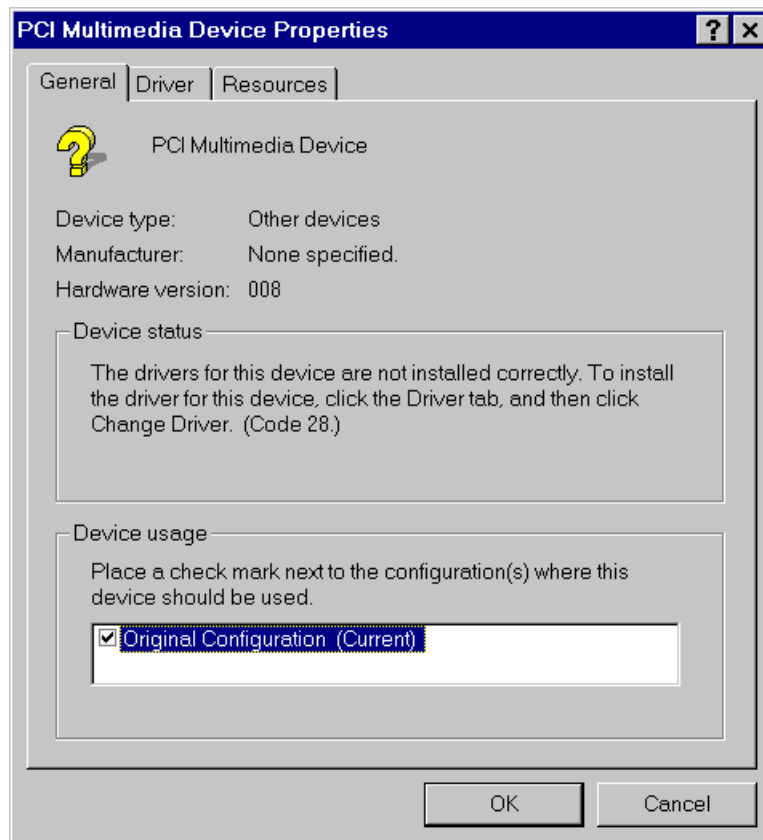 PCI Multimedia Device Properties
General Driver Resources
PCI Multimedia Device
Device type: Other devices
Manufacturer: None specified.
Hardware version: 008
Device status
The drivers for this device are not installed correctly. To install
the driver for this device, click the Driver tab, and then click
Change Driver. (Code 28.)
Device usage
Place a check mark next to the configuration(s) where this
device should be used.
Original Configuration (Current)
OK Cancel